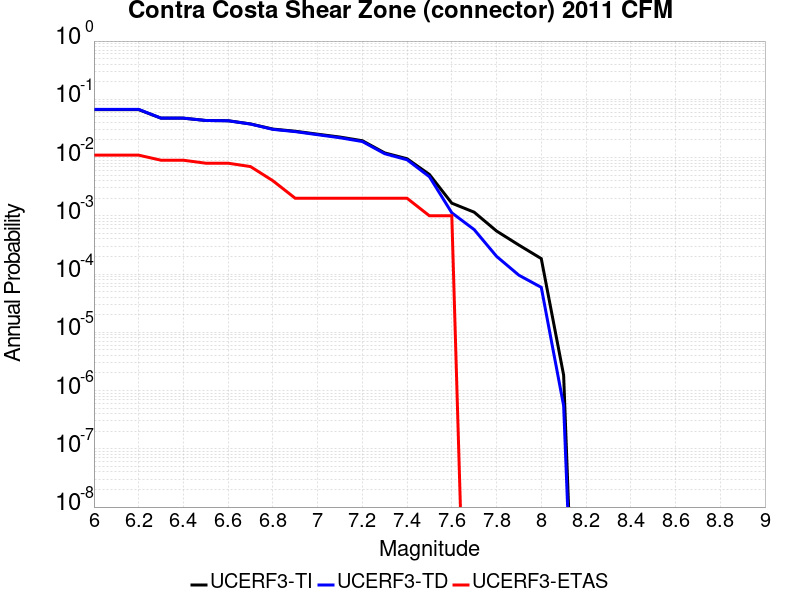 Contra Costa Shear Zone (connector) 2011 CFM
10^0
10^-1
10^-2
10^-3
10^-4
10^-5
10^-6
10^-7
10^-8
Annual Probability
6 6.2 6.4 6.6 6.8 7 7.2 7.4 7.6 7.8 8 8.2 8.4 8.6 8.8 9
Magnitude
UCERF3-TI UCERF3-TD UCERF3-ETAS